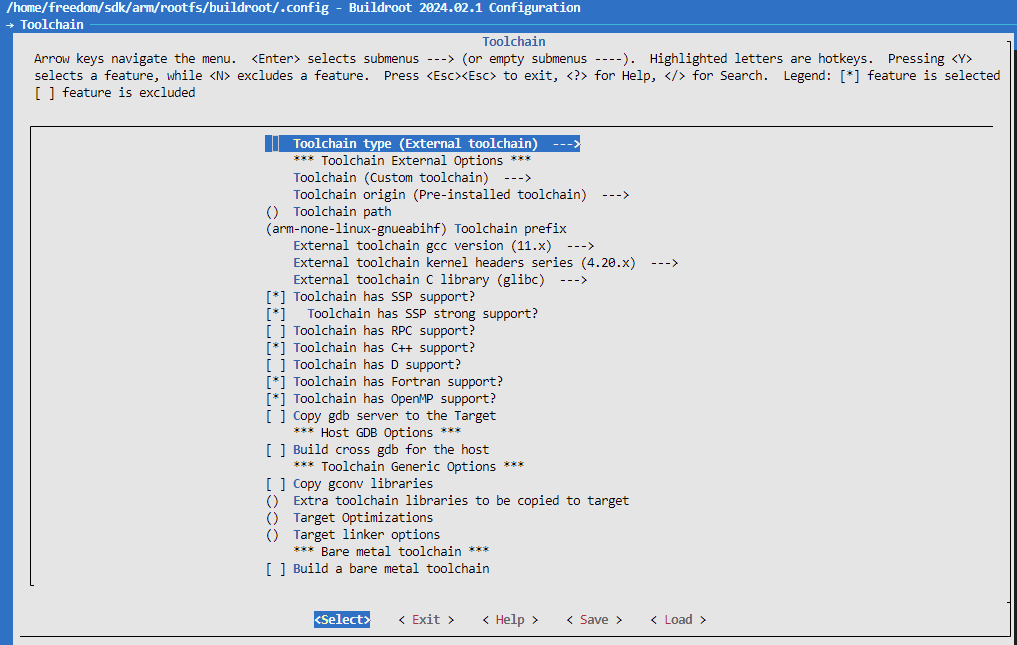 /home/freedom/sdk/arm/rootfs/buildroot/.config - Buildroot 2024.02.1 Configuration
→ Toolchain
Toolchain
Arrow keys navigate the menu.  <Enter> selects submenus ---> (or empty submenus ----).  Highlighted letters are hotkeys.  Pressing <Y>
selects a feature, while <N> excludes a feature.  Press <Esc><Esc> to exit, <?> for Help, </> for Search.  Legend: [*] feature is selected
[ ] feature is excluded
Toolchain type (External toolchain)  --->
*** Toolchain External Options ***
Toolchain (Custom toolchain)  --->
Toolchain origin (Pre-installed toolchain)  --->
()  Toolchain path
(arm-none-linux-gnueabihf) Toolchain prefix
External toolchain gcc version (11.x)  --->
External toolchain kernel headers series (4.20.x)  --->
External toolchain C library (glibc)  --->
[*] Toolchain has SSP support?
[*]   Toolchain has SSP strong support?
[ ] Toolchain has RPC support?
[*] Toolchain has C++ support?
[ ] Toolchain has D support?
[*] Toolchain has Fortran support?
[*] Toolchain has OpenMP support?
[ ] Copy gdb server to the Target
*** Host GDB Options ***
[ ] Build cross gdb for the host
*** Toolchain Generic Options ***
[ ] Copy gconv libraries
()  Extra toolchain libraries to be copied to target
()  Target Optimizations
()  Target linker options
*** Bare metal toolchain ***
[ ] Build a bare metal toolchain
<Select>    < Exit >    < Help >    < Save >    < Load >